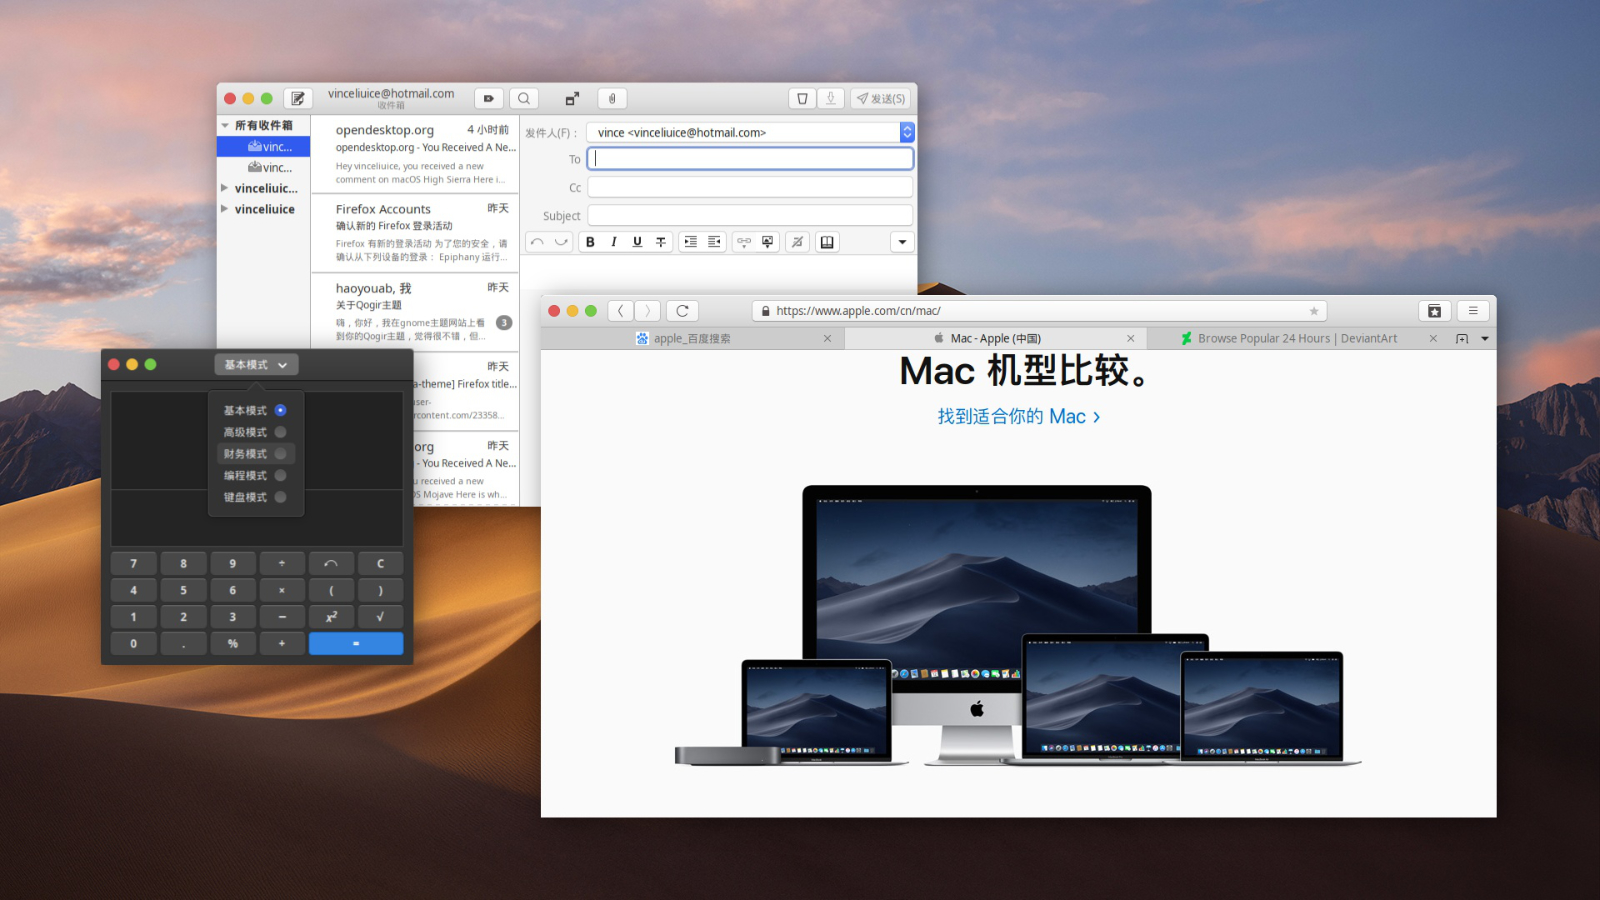 vinceliuice@hotmail.com
收件箱
发送(S)
所有收件箱
vinc...
vinc...
vinceliuic...
vinceliuice
opendesktop.org 4 小时前
opendesktop.org - You Received A Ne...
Hey vinceliuice, you received a new
comment on macOS High Sierra Here i...
Firefox Accounts 昨天
确认新的 Firefox 登录活动
Firefox 有新的登录活动 为了您的安全，请
确认从下列设备的登录： Epiphany 运行...
haoyouab, 我 昨天
关于Qogir主题
嗨，你好，我在gnome主题网站上看
到你的Qogir主题，觉得很不错，但...
3
昨天
a-theme] Firefox title...
user-
rcontent.com/23358...
org 昨天
- You Received A Ne...
u received a new
OS Mojave Here is wh...
发件人(F)： vince <vinceliuice@hotmail.com>
To
Cc
Subject
B I U T
基本模式
基本模式
高级模式
财务模式
编程模式
键盘模式
7 8 9 ÷ C
4 5 6 × ( )
1 2 3 − x² √
0 . % + =
https://www.apple.com/cn/mac/
apple_百度搜索
Mac - Apple (中国)
Browse Popular 24 Hours | DeviantArt
Mac 机型比较。
找到适合你的 Mac ›